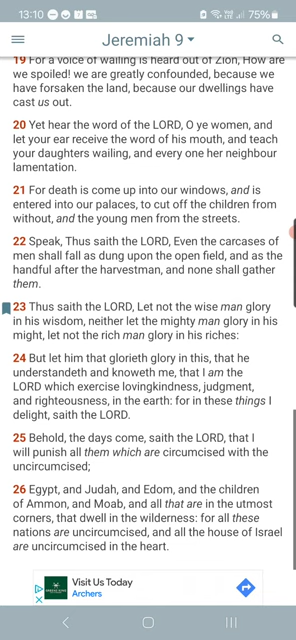 13:10
75%
Jeremiah 9
19 For a voice of wailing is heard out of Zion, How are
we spoiled! we are greatly confounded, because we
have forsaken the land, because our dwellings have
cast us out.
20 Yet hear the word of the LORD, O ye women, and
let your ear receive the word of his mouth, and teach
your daughters wailing, and every one her neighbour
lamentation.
21 For death is come up into our windows, and is
entered into our palaces, to cut off the children from
without, and the young men from the streets.
22 Speak, Thus saith the LORD, Even the carcases of
men shall fall as dung upon the open field, and as
the handful after the harvestman, and none shall gather
them.
23 Thus saith the LORD, Let not the wise man glory
in his wisdom, neither let the mighty man glory in his
might, let not the rich man glory in his riches:
24 But let him that glorieth glory in this, that he
understandeth and knoweth me, that I am the
LORD which exercise lovingkindness, judgment,
and righteousness, in the earth: for in these things I
delight, saith the LORD.
25 Behold, the days come, saith the LORD, that I
will punish all them which are circumcised with the
uncircumcised;
26 Egypt, and Judah, and Edom, and the children
of Ammon, and Moab, and all that are in the utmost
corners, that dwell in the wilderness: for all these
nations are uncircumcised, and all the house of Israel
are uncircumcised in the heart.
Visit Us Today
Archers